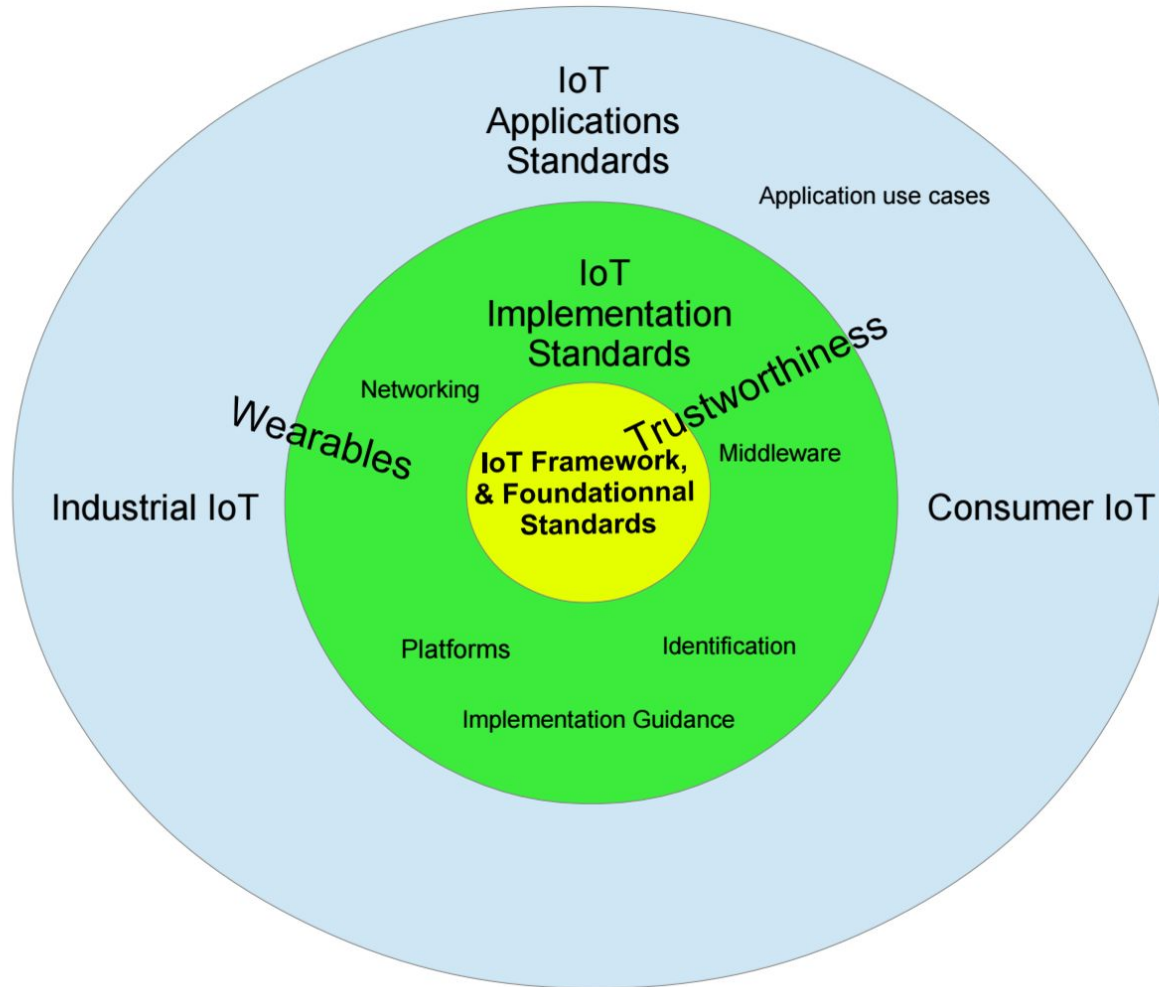 IoT
Applications
Standards
Application use cases
IoT
Implementation
Standards
Trustworthiness
Networking
Wearables
Middleware
IoT Framework,
& Foundationnal
Standards
Industrial IoT
Consumer IoT
Platforms
Identification
Implementation Guidance